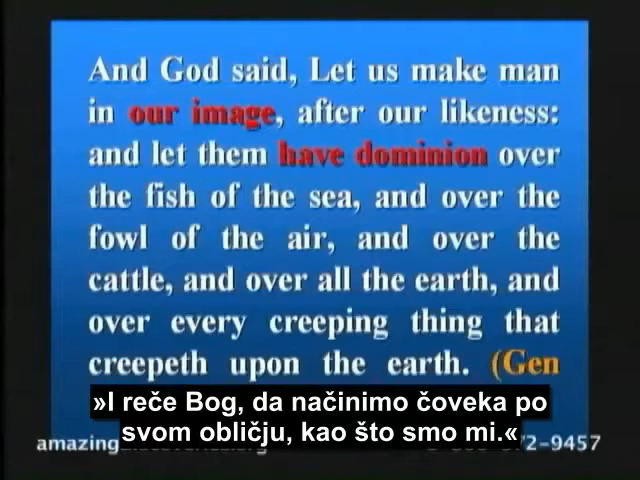 And God said, Let us make man
in our image, after our likeness:
and let them have dominion over
the fish of the sea, and over the
fowl of the air, and over the
cattle, and over all the earth, and
over every creeping thing that
creepeth upon the earth. (Gen
»I reče Bog, da načinimo čoveka po
svom obličju, kao što smo mi.«
amazing 72-9457